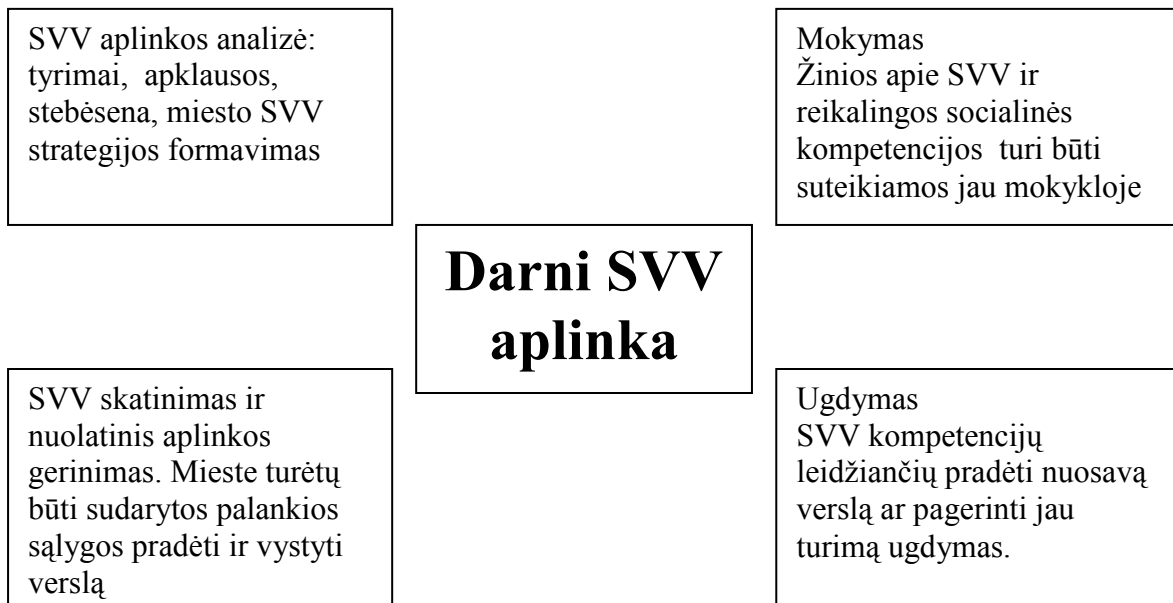 SVV aplinkos analizė:
tyrimai, apklausos,
stebėsena, miesto SVV
strategijos formavimas
Mokymas
Žinios apie SVV ir
reikalingos socialinės
kompetencijos turi būti
suteikiamos jau mokykloje
Darni SVV
aplinka
SVV skatinimas ir
nuolatinis aplinkos
gerinimas. Mieste turėtų
būti sudarytos palankios
sąlygos pradėti ir vystyti
verslą
Ugdymas
SVV kompetencijų
leidžiančių pradėti nuosavą
verslą ar pagerinti jau
turimą ugdymas.